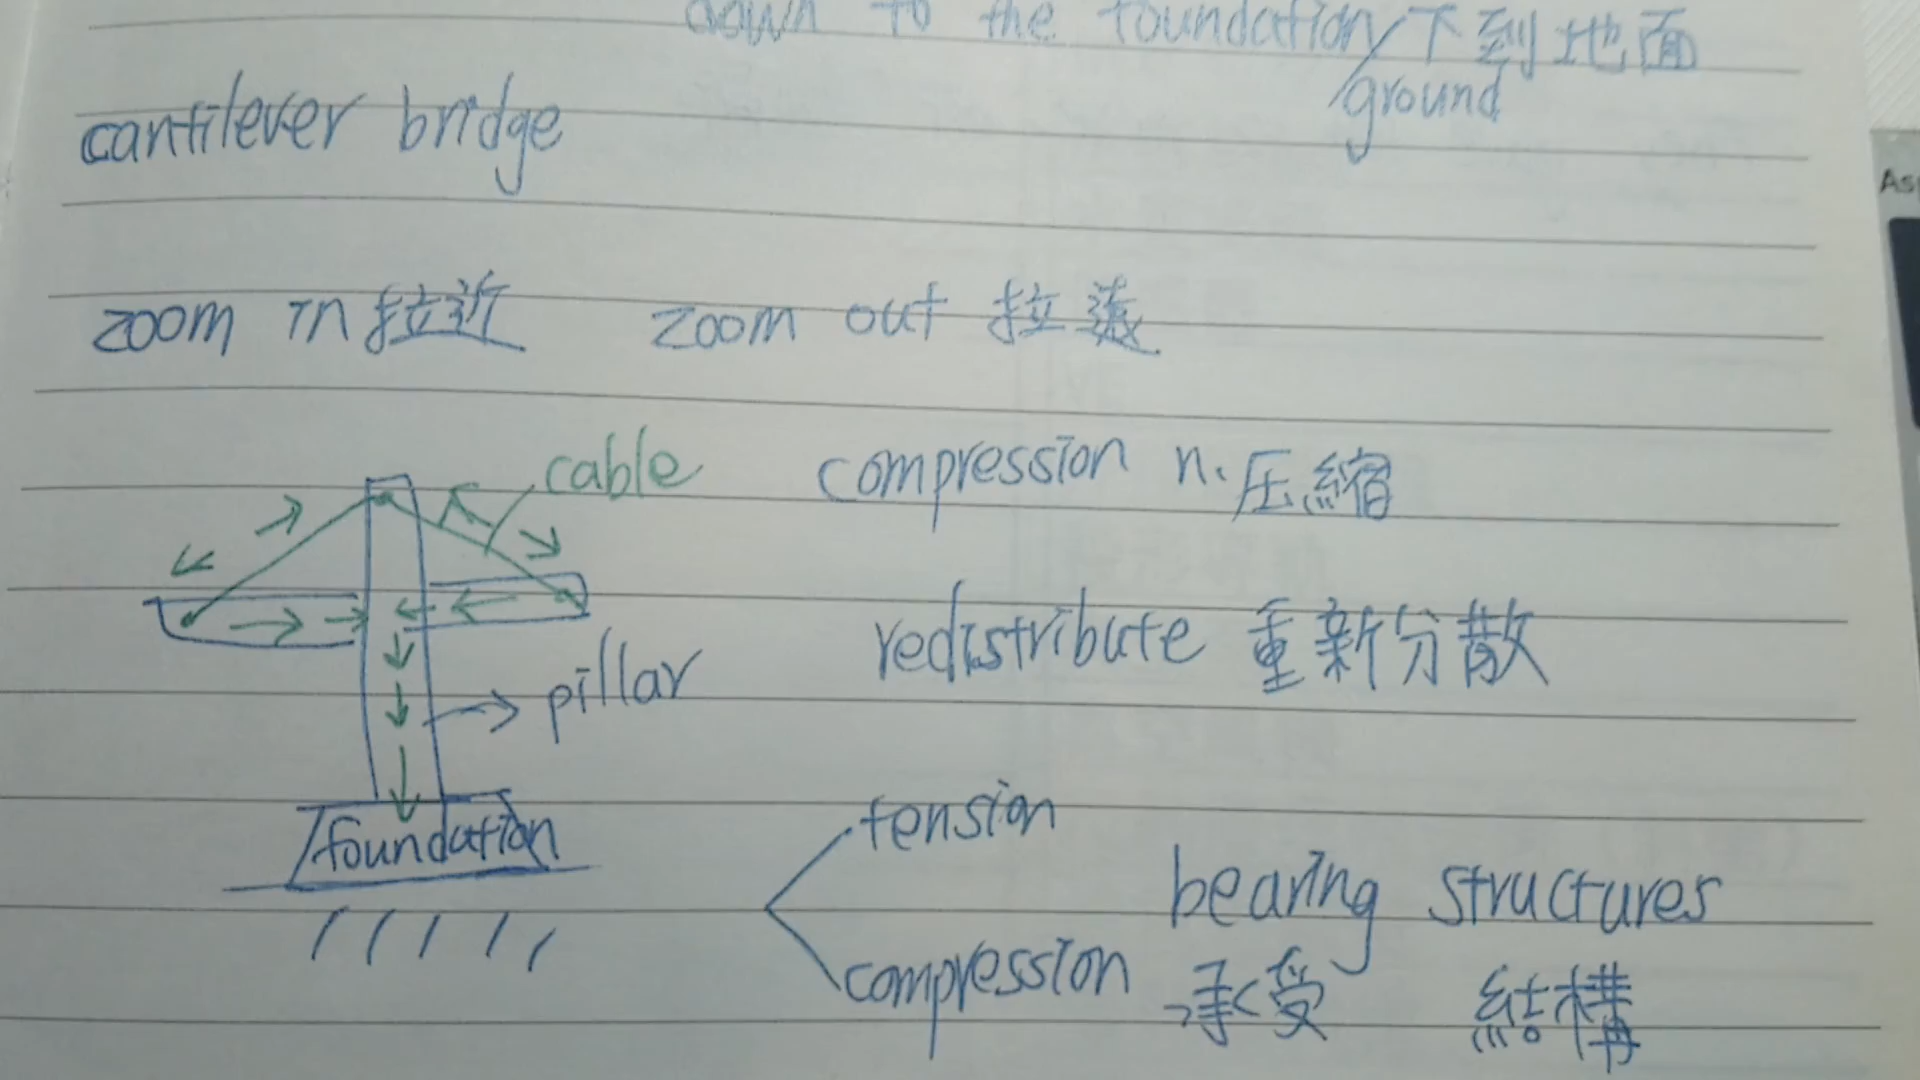 down to the foundation/下到地面
/ground
cantilever bridge
zoom in 拉近 zoom out 拉遠
cable
compression n. 压縮
redistribute 重新分散
pillar
foundation
tension
compression
bearing structures
承受 結構